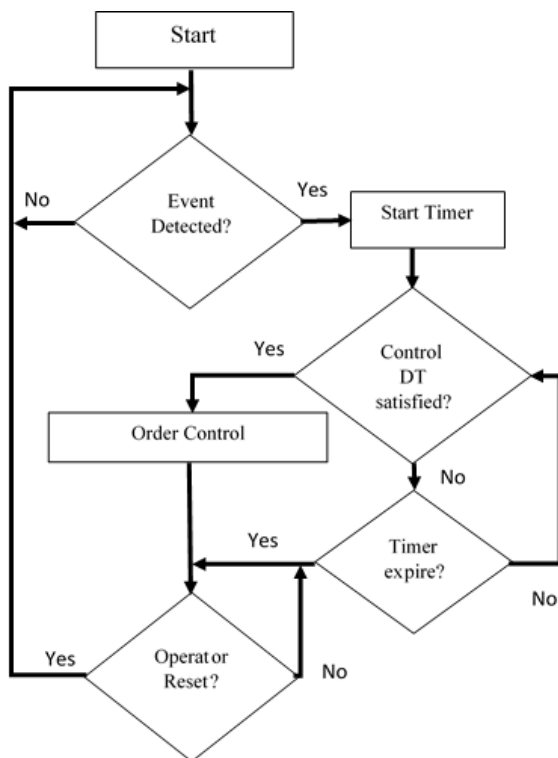 Start
No
Event
Detected?
Yes
Start Timer
Yes
Control
DT
satisfied?
Order Control
No
Yes
Timer
expire?
No
Yes
Operator
Reset?
No